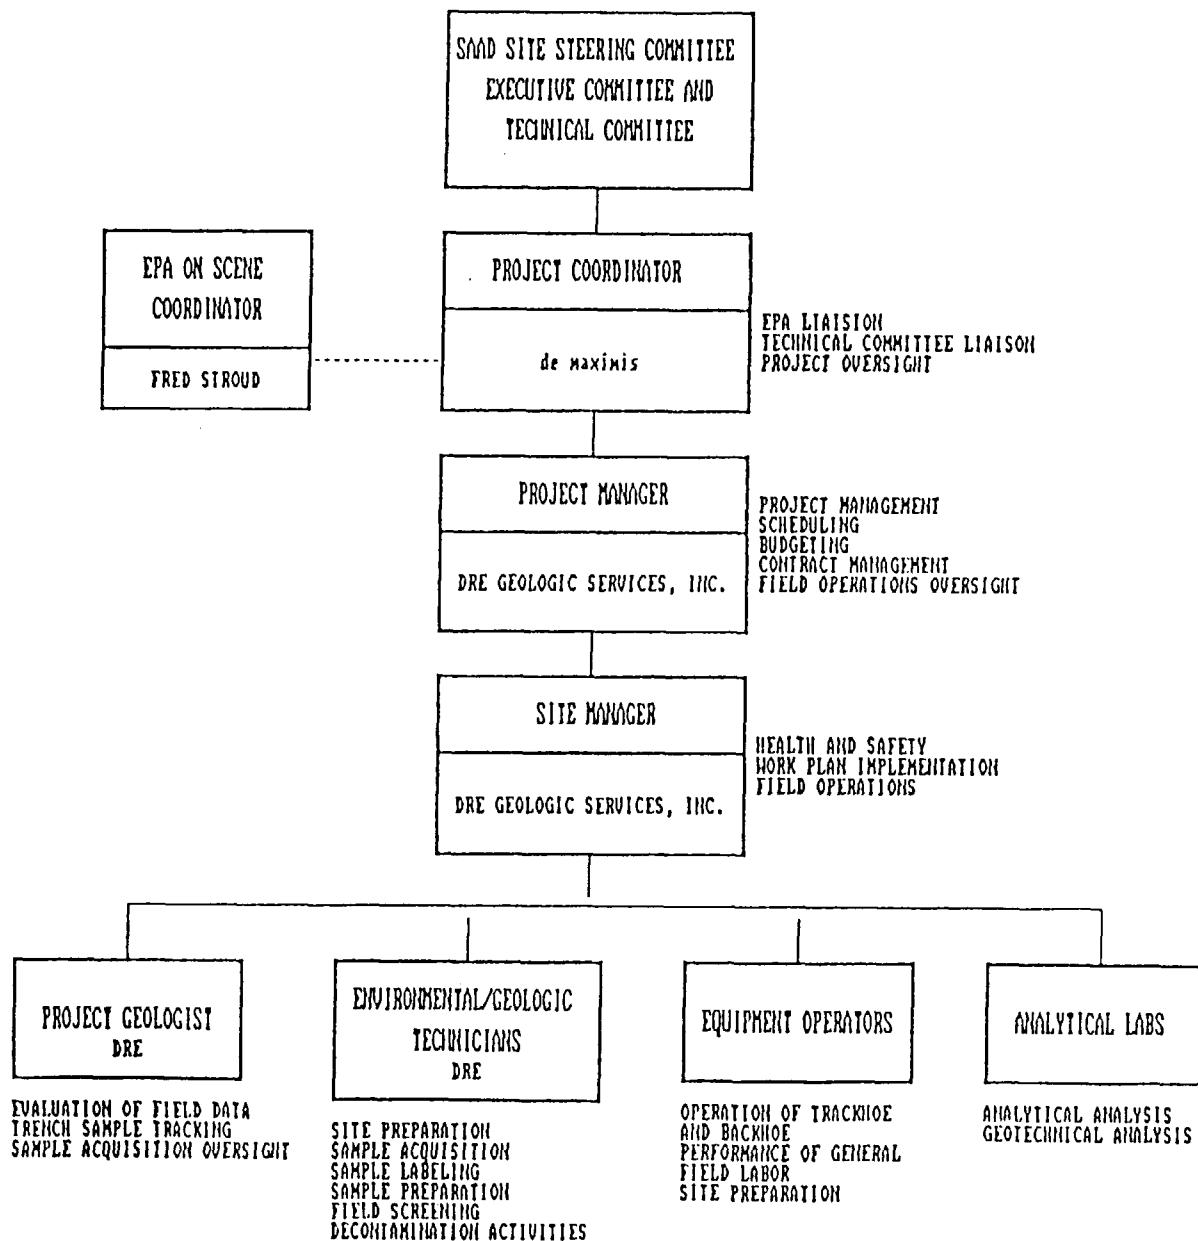 SAAD SITE STEERING COMMITTEE
EXECUTIVE COMMITTEE AND
TECHNICAL COMMITTEE
EPA ON SCENE
COORDINATOR
FRED STROUD
PROJECT COORDINATOR
de maximis
EPA LIAISION
TECHNICAL COMMITTEE LIAISON
PROJECT OVERSIGHT
PROJECT MANAGER
DRE GEOLOGIC SERVICES, INC.
PROJECT MANAGEMENT
SCHEDULING
BUDGETING
CONTRACT MANAGEMENT
FIELD OPERATIONS OVERSIGHT
SITE MANAGER
DRE GEOLOGIC SERVICES, INC.
HEALTH AND SAFETY
WORK PLAN IMPLEMENTATION
FIELD OPERATIONS
PROJECT GEOLOGIST
DRE
EVALUATION OF FIELD DATA
TRENCH SAMPLE TRACKING
SAMPLE ACQUISITION OVERSIGHT
ENVIRONMENTAL/GEOLOGIC
TECHNICIANS
DRE
SITE PREPARATION
SAMPLE ACQUISITION
SAMPLE LABELING
SAMPLE PREPARATION
FIELD SCREENING
DECONTAMINATION ACTIVITIES
EQUIPMENT OPERATORS
OPERATION OF TRACKHOE
AND BACKHOE
PERFORMANCE OF GENERAL
FIELD LABOR
SITE PREPARATION
ANALYTICAL LABS
ANALYTICAL ANALYSIS
GEOTECHNICAL ANALYSIS